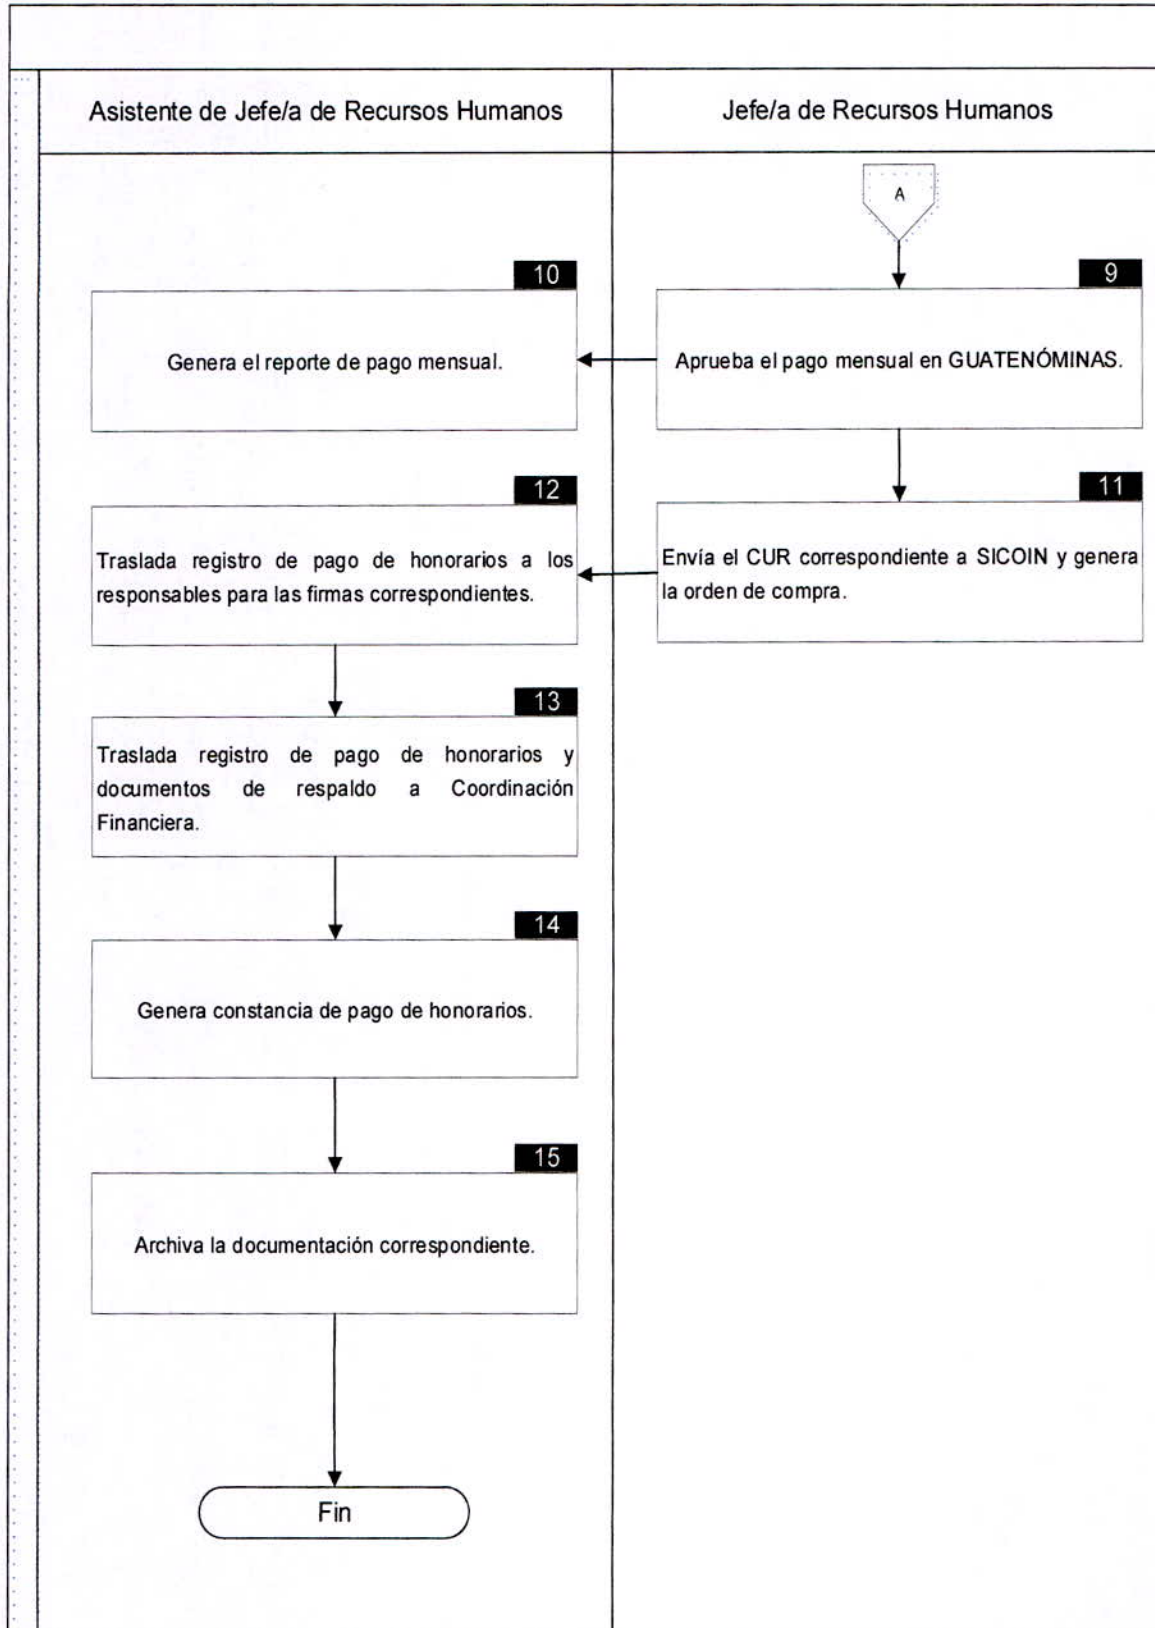 Asistente de Jefe/a de Recursos Humanos
Jefe/a de Recursos Humanos
A
9
Aprueba el pago mensual en GUATENÓMINAS.
10
Genera el reporte de pago mensual.
11
Envía el CUR correspondiente a SICOIN y genera
la orden de compra.
12
Traslada registro de pago de honorarios a los
responsables para las firmas correspondientes.
13
Traslada registro de pago de honorarios y
documentos de respaldo a Coordinación
Financiera.
14
Genera constancia de pago de honorarios.
15
Archiva la documentación correspondiente.
Fin